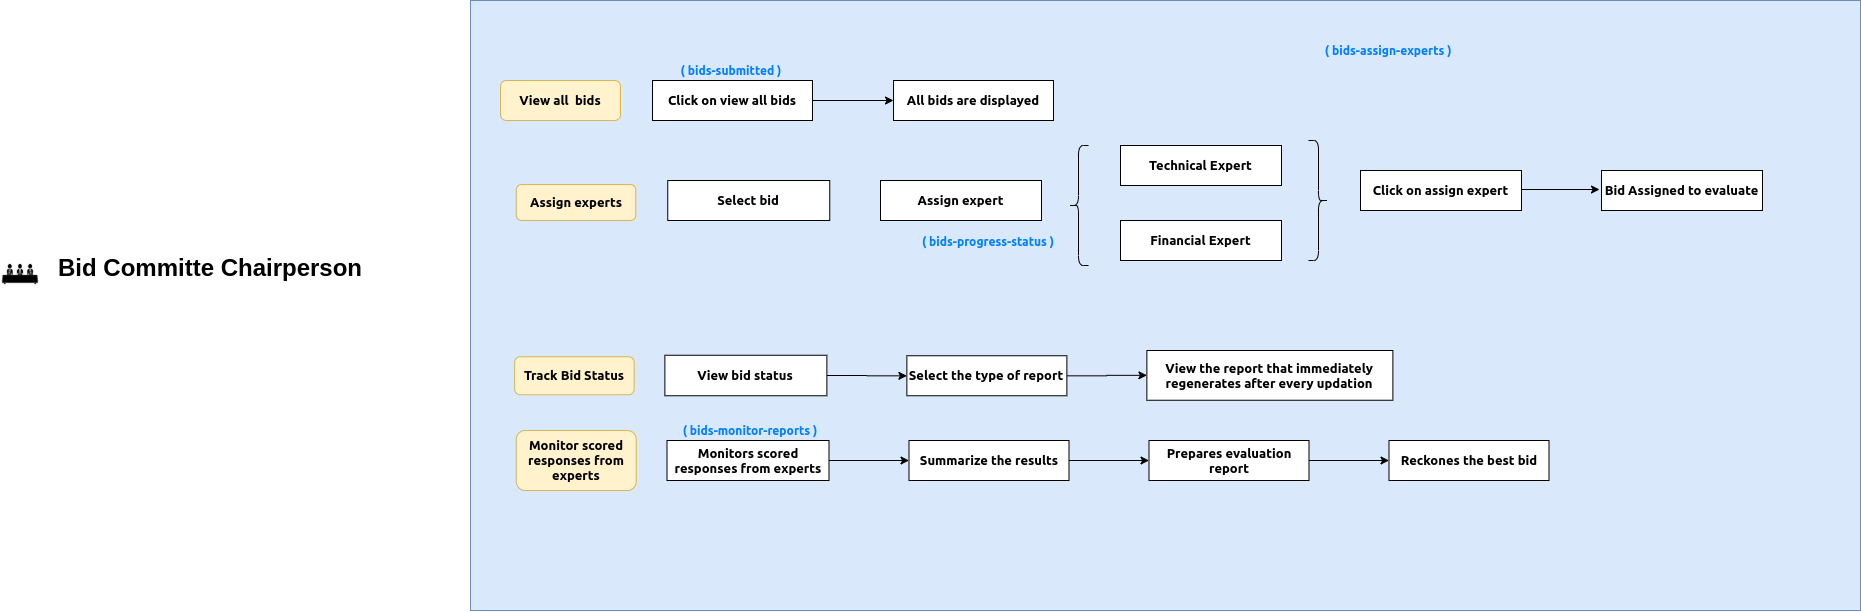 Bid Committe Chairperson
( bids-assign-experts )
( bids-submitted )
View all bids
Click on view all bids
All bids are displayed
Assign experts
Select bid
Assign expert
( bids-progress-status )
Technical Expert
Financial Expert
Click on assign expert
Bid Assigned to evaluate
Track Bid Status
View bid status
Select the type of report
View the report that immediately
regenerates after every updation
Monitor scored
responses from
experts
( bids-monitor-reports )
Monitors scored
responses from experts
Summarize the results
Prepares evaluation
report
Reckones the best bid